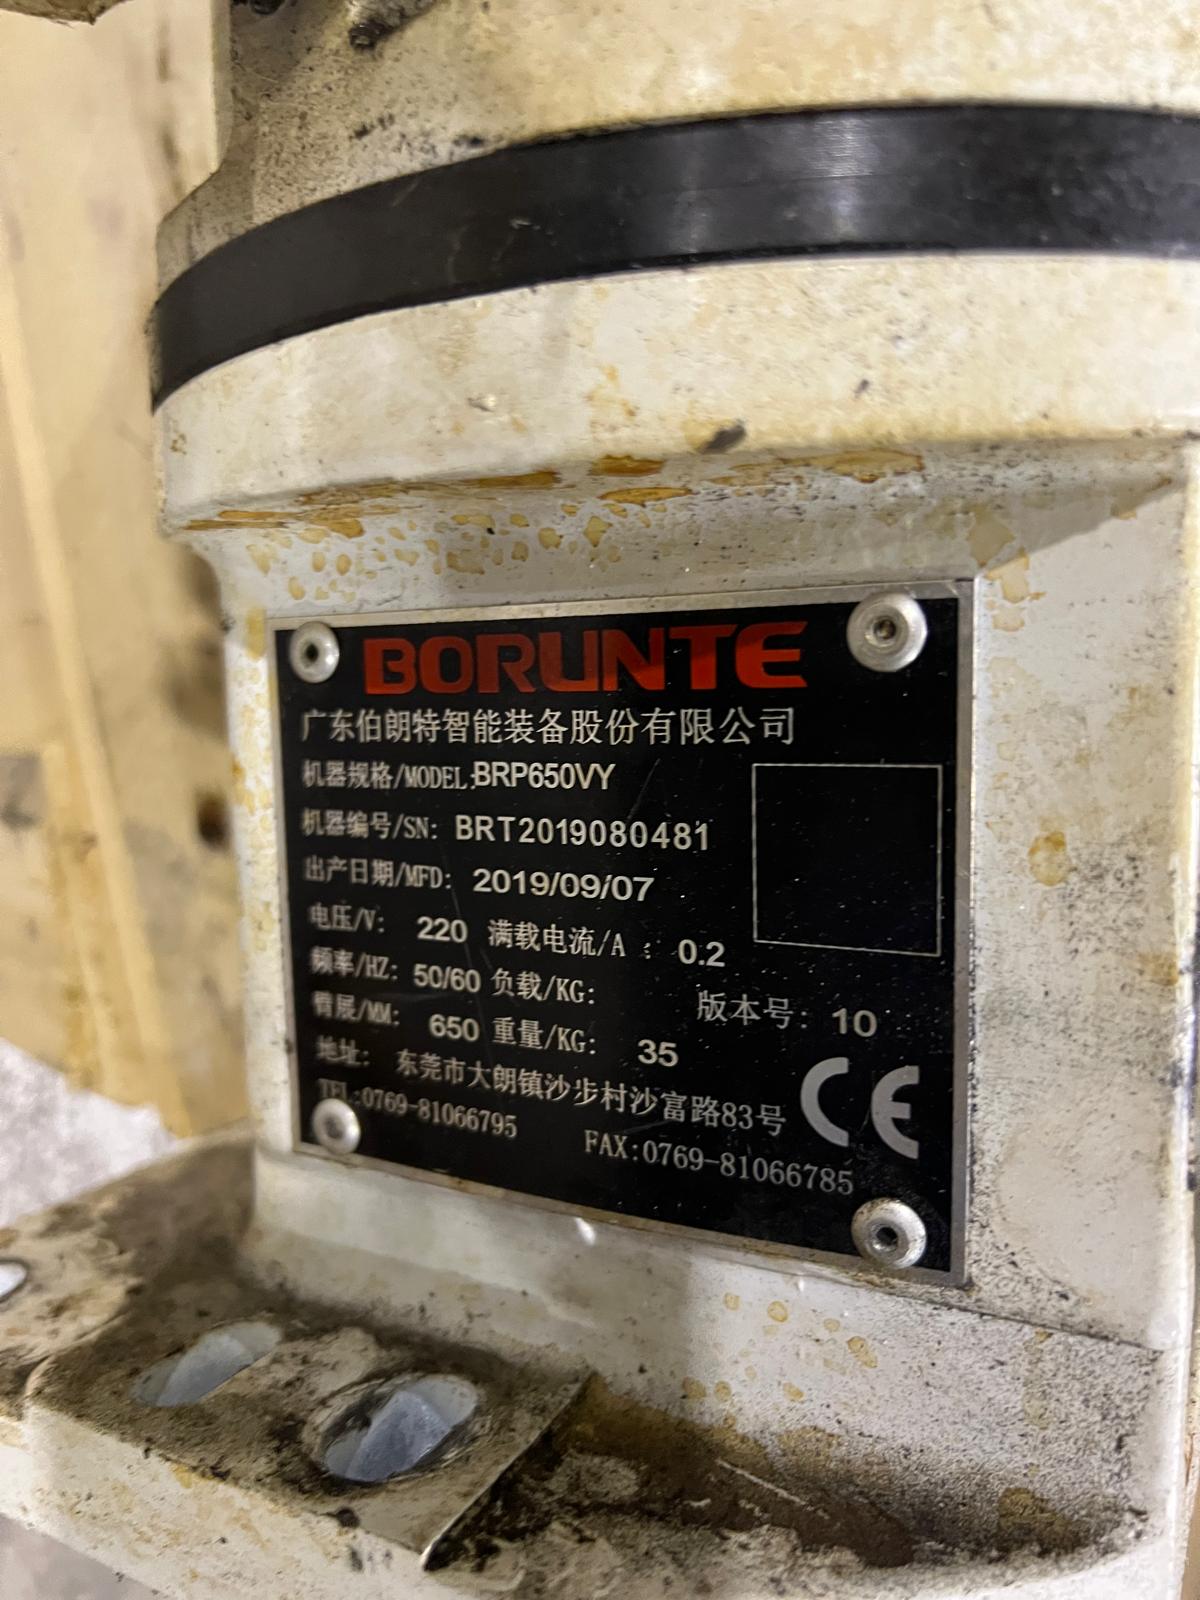 BORUNTE
广东伯朗特智能装备股份有限公司
机器规格/MODEL:BRP650VY
机器编号/SN: BRT2019080481
出产日期/MFD: 2019/09/07
电压/V: 220 满载电流/A : 0.2
频率/HZ: 50/60 负载/KG: 版本号: 10
臂展/MM: 650 重量/KG: 35
地址: 东莞市大朗镇沙步村沙富路83号 CE
TEL:0769-81066795 FAX:0769-81066785